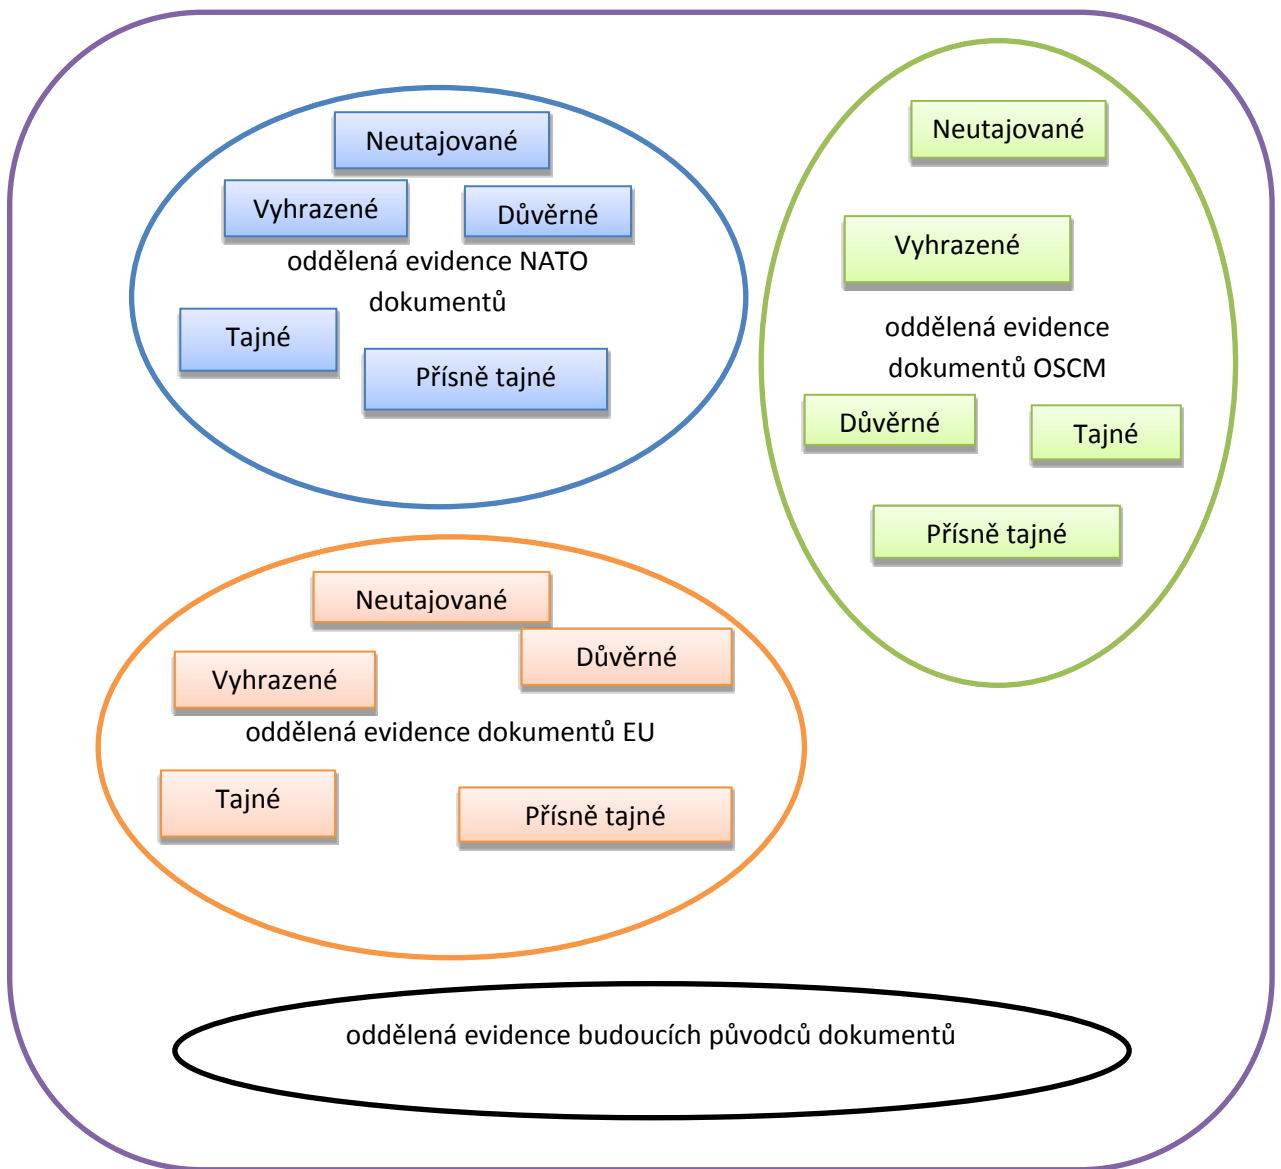 Neutajované
Vyhrazené
Důvěrné
oddělená evidence NATO
dokumentů
Tajné
Přísně tajné
Neutajované
Vyhrazené
oddělená evidence
dokumentů OSCM
Důvěrné
Tajné
Přísně tajné
Neutajované
Důvěrné
Vyhrazené
oddělená evidence dokumentů EU
Tajné
Přísně tajné
oddělená evidence budoucích původců dokumentů